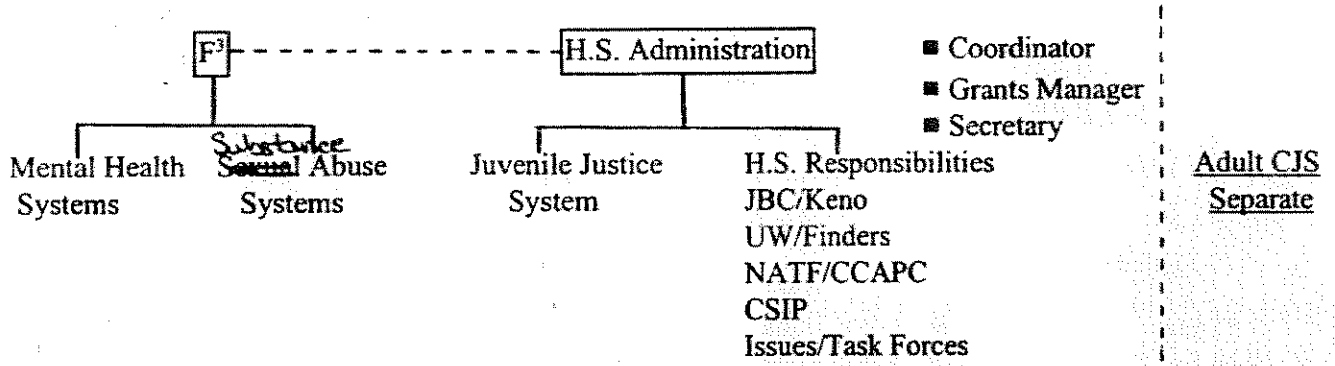 F³
H.S. Administration
■ Coordinator
■ Grants Manager
■ Secretary
Mental Health
Systems
Substance
Sexual Abuse
Systems
Juvenile Justice
System
H.S. Responsibilities
JBC/Keno
UW/Finders
NATF/CCAPC
CSIP
Issues/Task Forces
Adult CJS
Separate